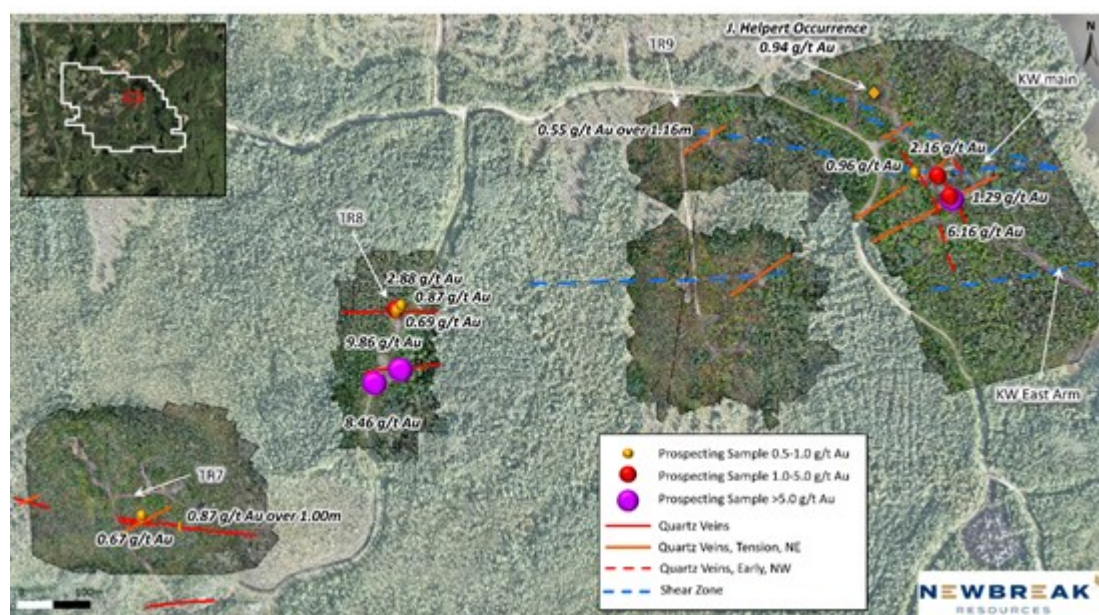 J. Helpert Occurrence
0.94 g/t Au
N
TR9
KW main
0.55 g/t Au over 1.16m
2.16 g/t Au
0.96 g/t Au
1.29 g/t Au
6.16 g/t Au
TR8
2.88 g/t Au
0.87 g/t Au
0.69 g/t Au
9.86 g/t Au
8.46 g/t Au
KW East Arm
TR7
0.87 g/t Au over 1.00m
0.67 g/t Au
Prospecting Sample 0.5-1.0 g/t Au
Prospecting Sample 1.0-5.0 g/t Au
Prospecting Sample >5.0 g/t Au
Quartz Veins
Quartz Veins, Tension, NE
Quartz Veins, Early, NW
Shear Zone
0
100m
NEWBREAK
RESOURCES